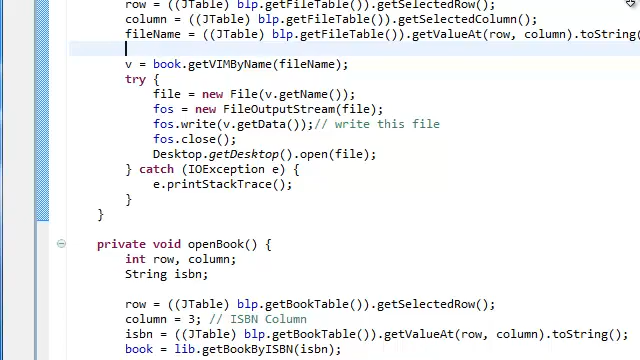 row = ((JTable) blp.getFileTable()).getSelectedRow();
column = ((JTable) blp.getFileTable()).getSelectedColumn();
fileName = ((JTable) blp.getFileTable()).getValueAt(row, column).toString(
v = book.getVIMByName(fileName);
try {
file = new File(v.getName());
fos = new FileOutputStream(file);
fos.write(v.getData());// write this file
fos.close();
Desktop.getDesktop().open(file);
} catch (IOException e) {
e.printStackTrace();
}
}
private void openBook() {
int row, column;
String isbn;
row = ((JTable) blp.getBookTable()).getSelectedRow();
column = 3; // ISBN Column
isbn = ((JTable) blp.getBookTable()).getValueAt(row, column).toString();
book = lib.getBookByISBN(isbn);